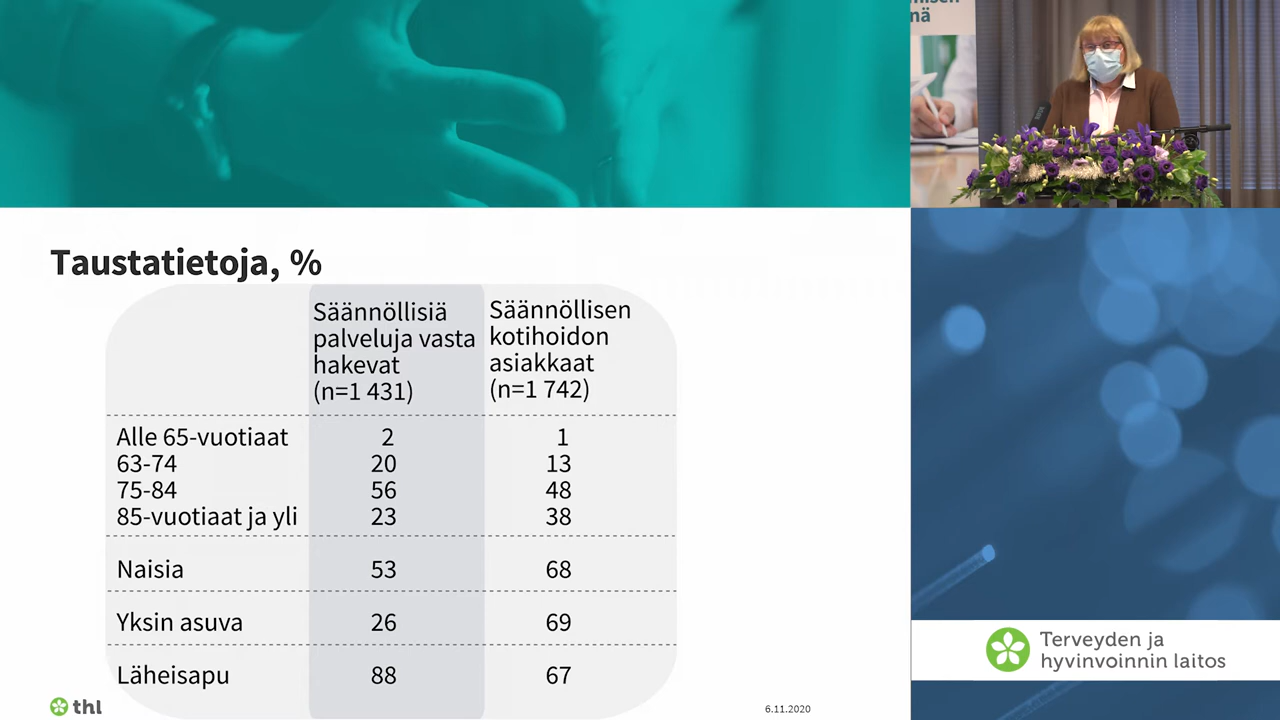 mä
Taustatietoja, %
Säännöllisiä palveluja vasta hakevat (n=1 431)
Säännöllisen kotihoidon asiakkaat (n=1 742)
Alle 65-vuotiaat 2 1
63-74 20 13
75-84 56 48
85-vuotiaat ja yli 23 38
Naisia 53 68
Yksin asuva 26 69
Läheisapu 88 67
thl
6.11.2020
Terveyden ja
hyvinvoinnin laitos